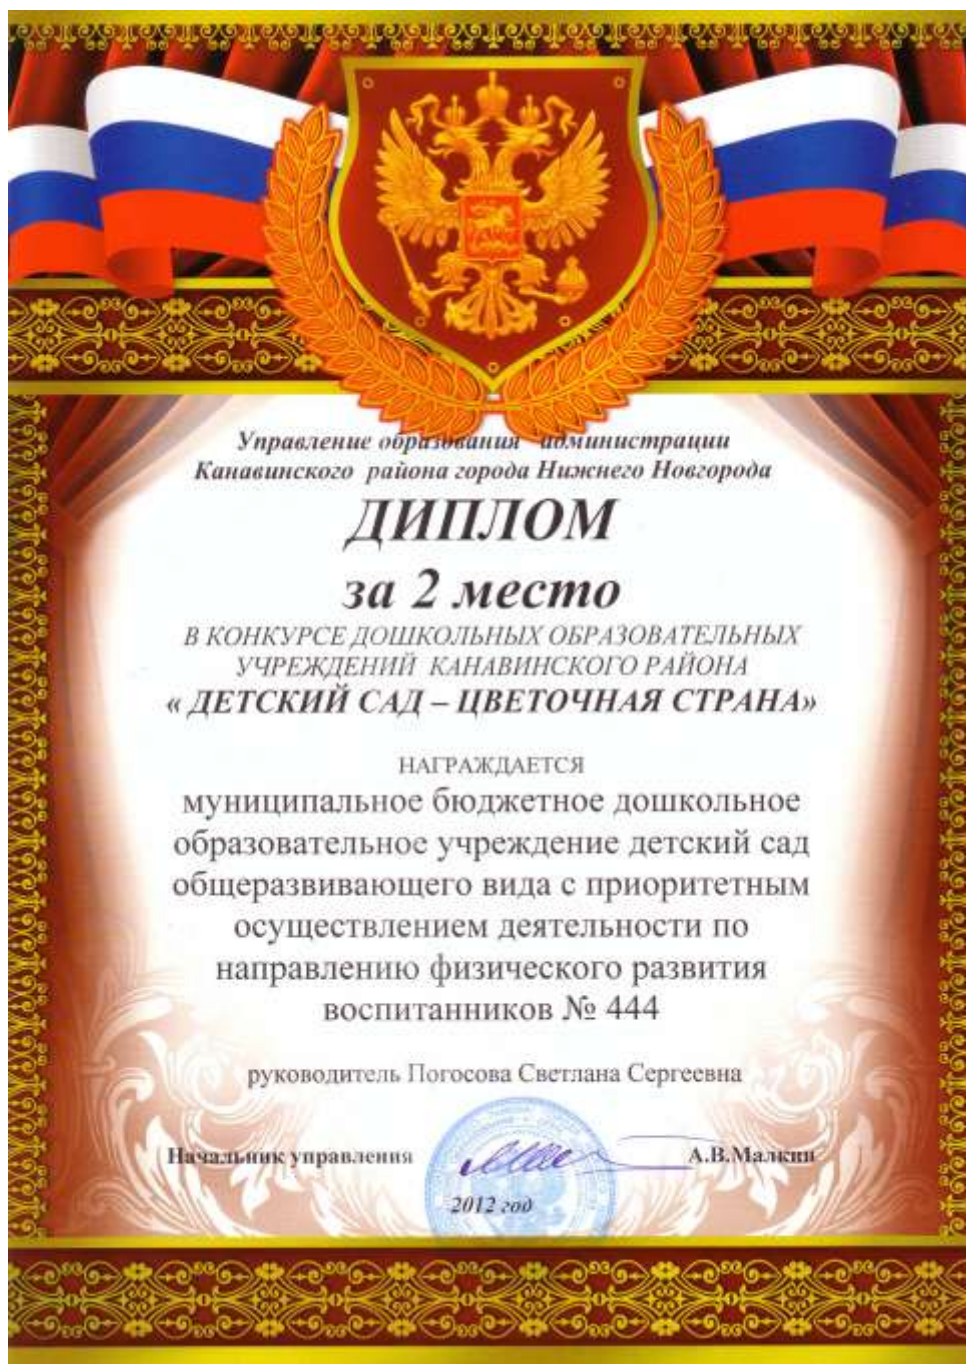 Управление образования администрации
Канавинского района города Нижнего Новгорода
ДИПЛОМ
за 2 место
В КОНКУРСЕ ДОШКОЛЬНЫХ ОБРАЗОВАТЕЛЬНЫХ
УЧРЕЖДЕНИЙ КАНАВИНСКОГО РАЙОНА
« ДЕТСКИЙ САД – ЦВЕТОЧНАЯ СТРАНА»
НАГРАЖДАЕТСЯ
муниципальное бюджетное дошкольное
образовательное учреждение детский сад
общеразвивающего вида с приоритетным
осуществлением деятельности по
направлению физического развития
воспитанников № 444
руководитель Погосова Светлана Сергеевна
Начальник управления А.В.Малкин
2012 год